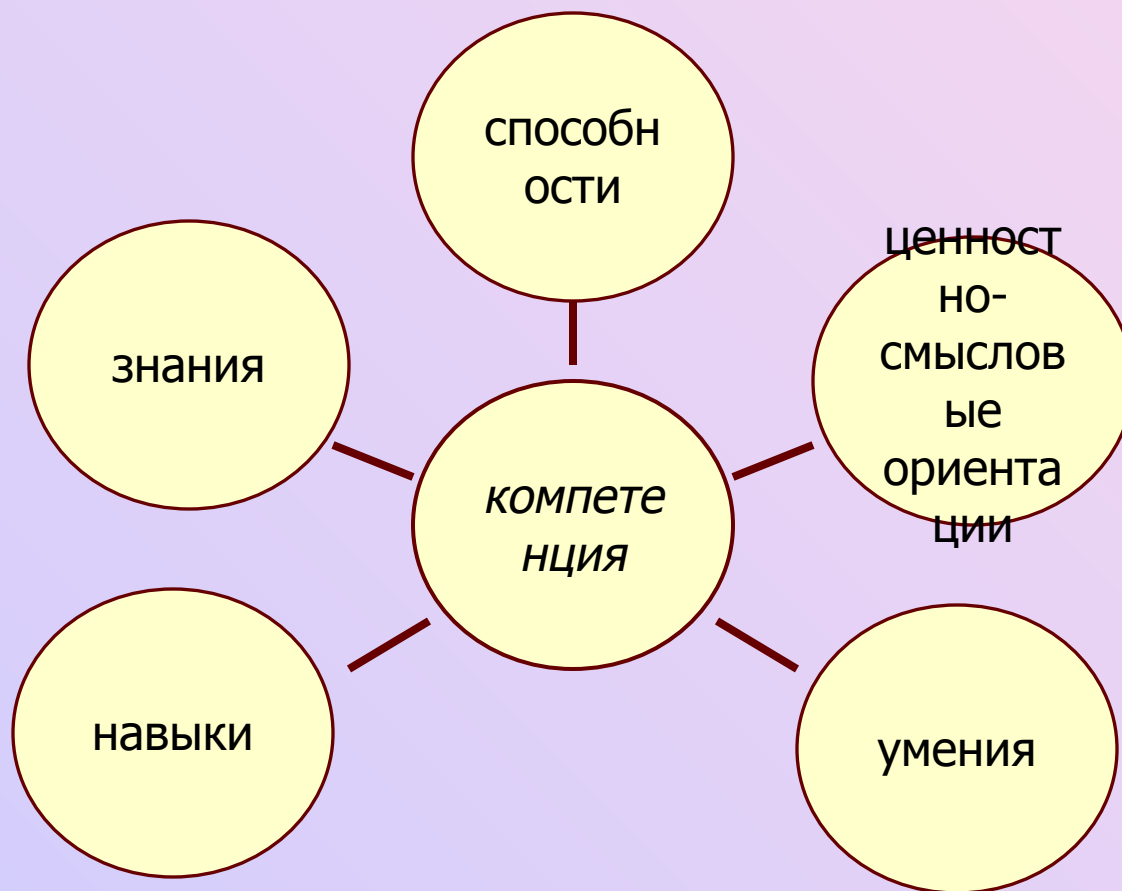 способн
ости
ценност
но-
смыслов
ые
ориента
ции
знания
компете
нция
навыки
умения